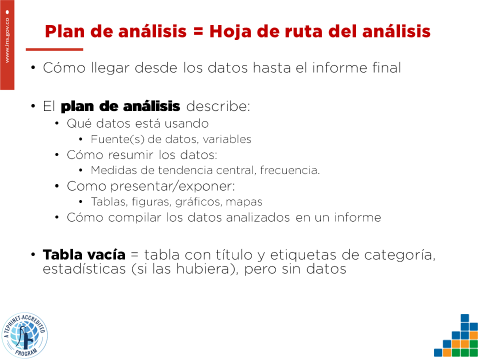 www.ins.gov.co
Plan de análisis = Hoja de ruta del análisis
• Cómo llegar desde los datos hasta el informe final
• El plan de análisis describe:
• Qué datos está usando
• Fuente(s) de datos, variables
• Cómo resumir los datos:
• Medidas de tendencia central, frecuencia.
• Como presentar/exponer:
• Tablas, figuras, gráficos, mapas
• Cómo compilar los datos analizados en un informe
• Tabla vacía = tabla con título y etiquetas de categoría,
estadísticas (si las hubiera), pero sin datos
A TEPHINET ACCREDITED
PROGRAM